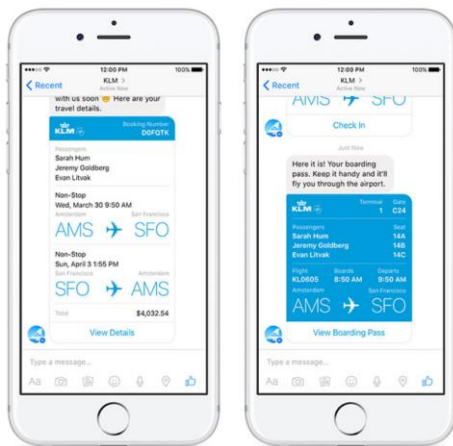 12:00 PM
100%
Recent
KLM >
Active Now
with us soon 😊 Here are your
travel details.
KLM
Booking Number
D0FQTK
Passengers
Sarah Hum
Jeremy Goldberg
Evan Litvak
Non-Stop
Wed, March 30 9:50 AM
Amsterdam San Francisco
AMS SFO
Non-Stop
Sun, April 3 1:55 PM
San Francisco Amsterdam
SFO AMS
Total $4,032.54
View Details
Type a message...
Aa
12:00 PM
100%
Recent
KLM >
Active Now
AMS SFO
Check In
Just Now
Here it is! Your boarding
pass. Keep it handy and it'll
fly you through the airport.
KLM
Terminal Gate
1 C24
Passengers Seat
Sarah Hum 14A
Jeremy Goldberg 14B
Evan Litvak 14C
Flight Boards Departs
KL0605 8:50 AM 9:50 AM
Amsterdam San Francisco
AMS SFO
View Boarding Pass
Type a message...
Aa